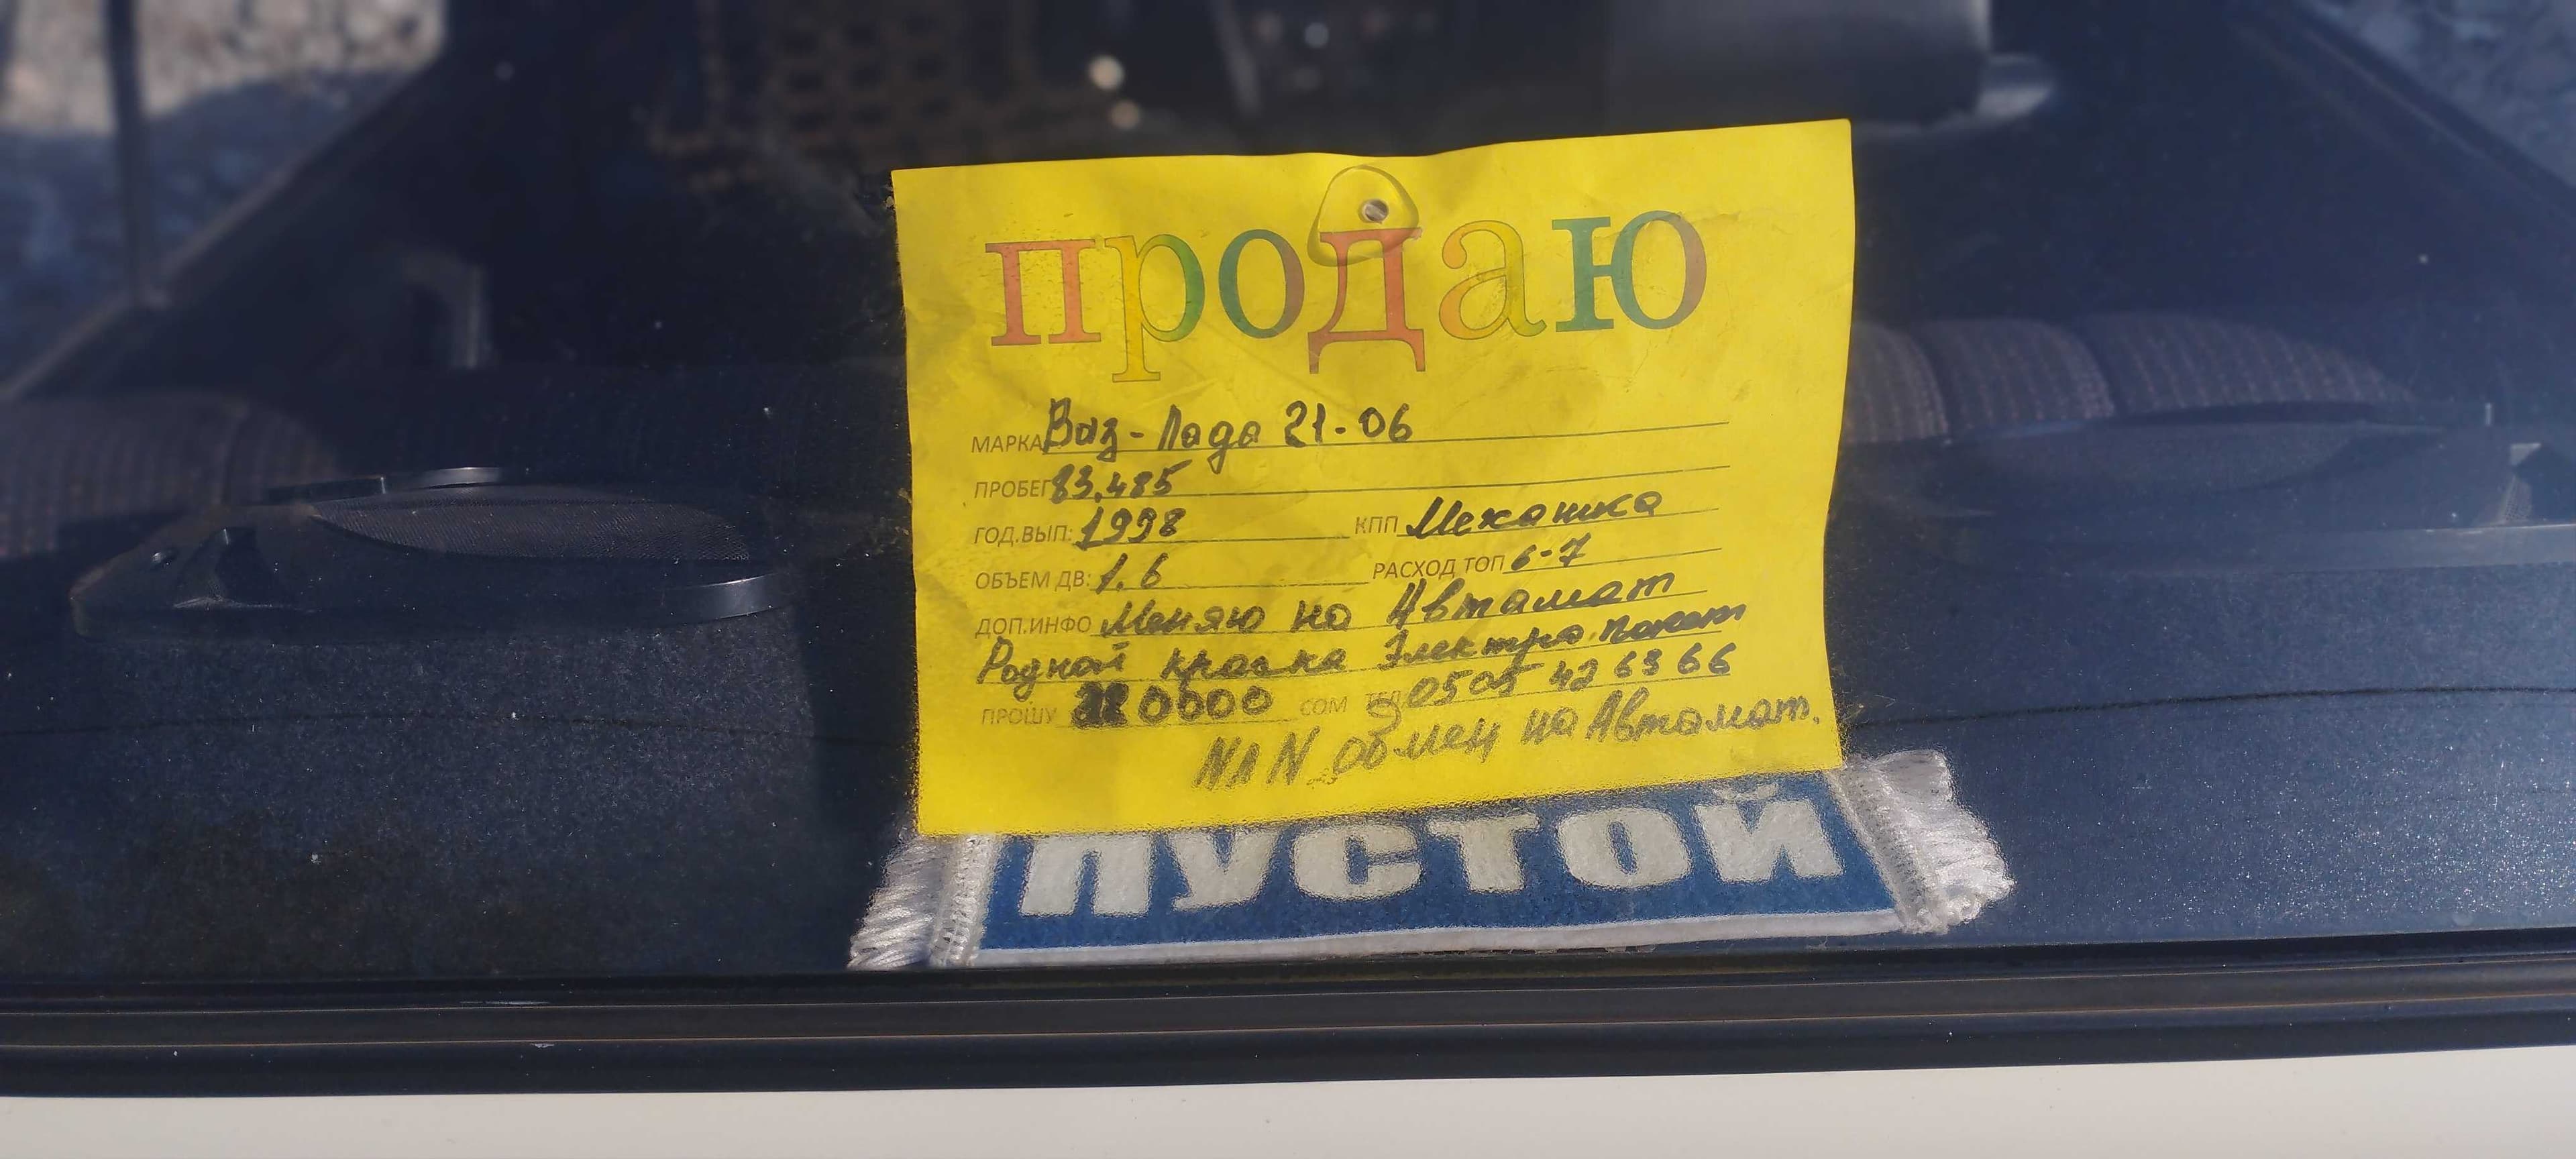 продаю
МАРКА Ваз - Лада 21-06
ПРОБЕГ 83.485
ГОД.ВЫП: 1998 КПП Механика
ОБЪЕМ ДВ: 1.6 РАСХОД ТОП 6-7
ДОП.ИНФО Меняю на Автамат
Родной краска Электро пакет
ПРОШУ СОМ ТЕЛ 0505 42 63 66
обмен на Автамат.
ПУСТОЙ